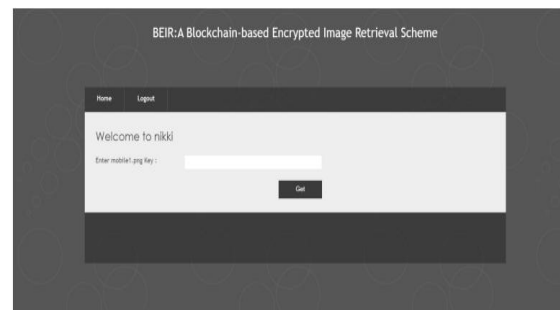 BEIR:A Blockchain-based Encrypted Image Retrieval Scheme
Home Logout
Welcome to nikki
Enter mobile1.png Key :
Get